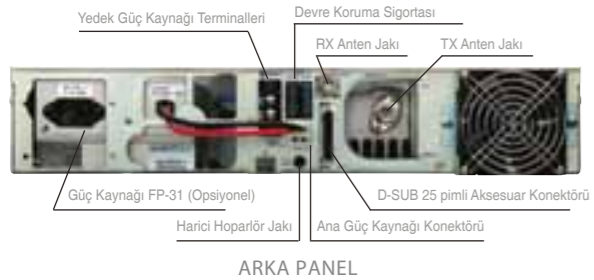 Devre Koruma Sigortası
Yedek Güç Kaynağı Terminalleri
RX Anten Jakı
TX Anten Jakı
Güç Kaynağı FP-31 (Opsiyonel)
D-SUB 25 pimli Aksesuar Konektörü
Harici Hoparlör Jakı
Ana Güç Kaynağı Konektörü
ARKA PANEL